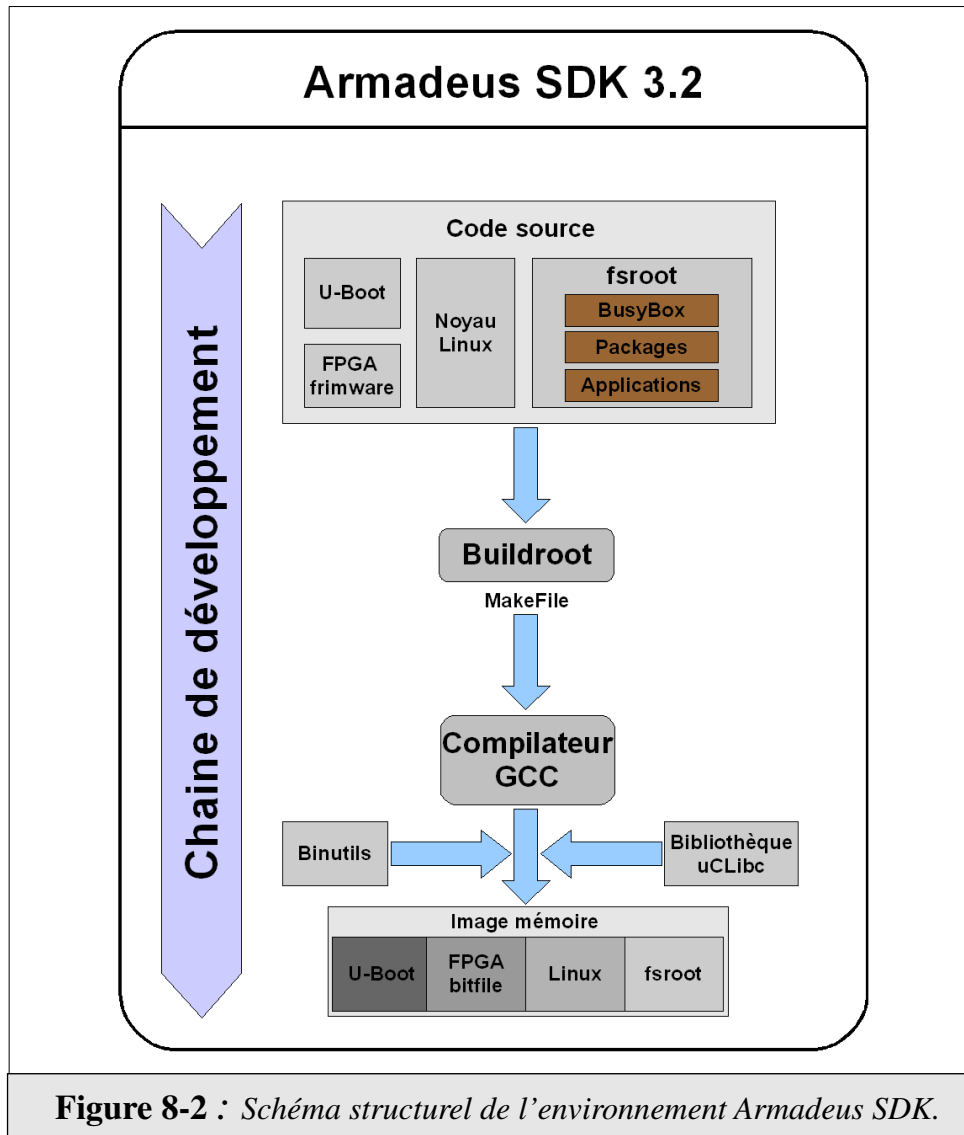 Armadeus SDK 3.2
Chaine de développement
Code source
U-Boot
FPGA
frimware
Noyau
Linux
fsroot
BusyBox
Packages
Applications
Buildroot
MakeFile
Compilateur
GCC
Binutils
Bibliothèque
uCLibc
Image mémoire
U-Boot
FPGA
bitfile
Linux
fsroot
Figure 8-2 : Schéma structurel de l'environnement Armadeus SDK.